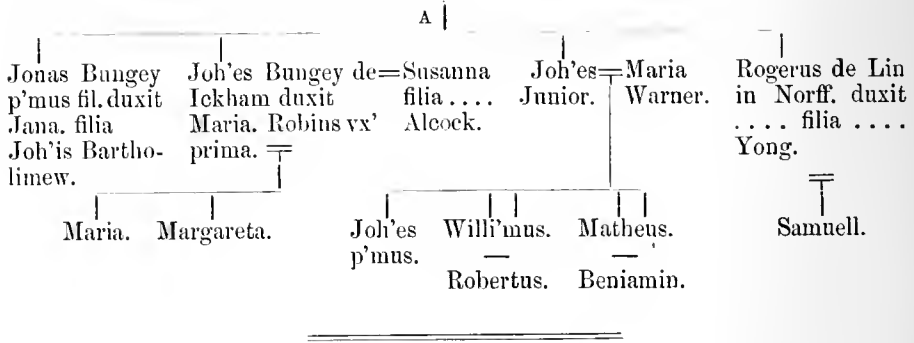 A
Jonas Bungey
p'mus fil. duxit
Jana. filia
Joh'is Bartho-
limew.
Joh'es Bungey de=Susanna
Ickham duxit filia....
Maria. Robins vx' Alcock.
prima.
Joh'es=Maria
Junior. Warner.
Rogerus de Lin
in Norff. duxit
.... filia ....
Yong.
Maria. Margareta.
Joh'es
p'mus.
Willi'mus.
Robertus.
Matheus.
Beniamin.
Samuell.